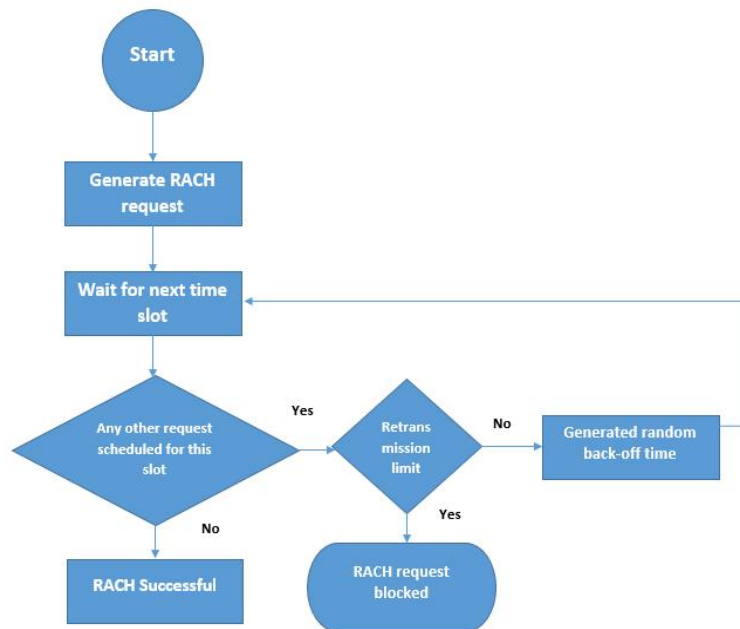 Start
Generate RACH
request
Wait for next time
slot
Any other request
scheduled for this
slot
Yes
Retrans
mission
limit
No
Generated random
back-off time
No
Yes
RACH Successful
RACH request
blocked